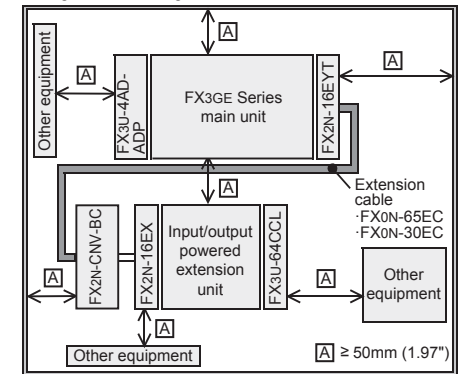 A
Other equipment
A
FX3U-4AD-
ADP
FX3GE Series
main unit
FX2N-16EYT
A
A
Extension
cable
·FX0N-65EC
·FX0N-30EC
FX2N-CNV-BC
FX2N-16EX
Input/output
powered
extension
unit
FX3U-64CCL
A
A
Other
equipment
A
Other equipment
A ≥ 50mm (1.97")